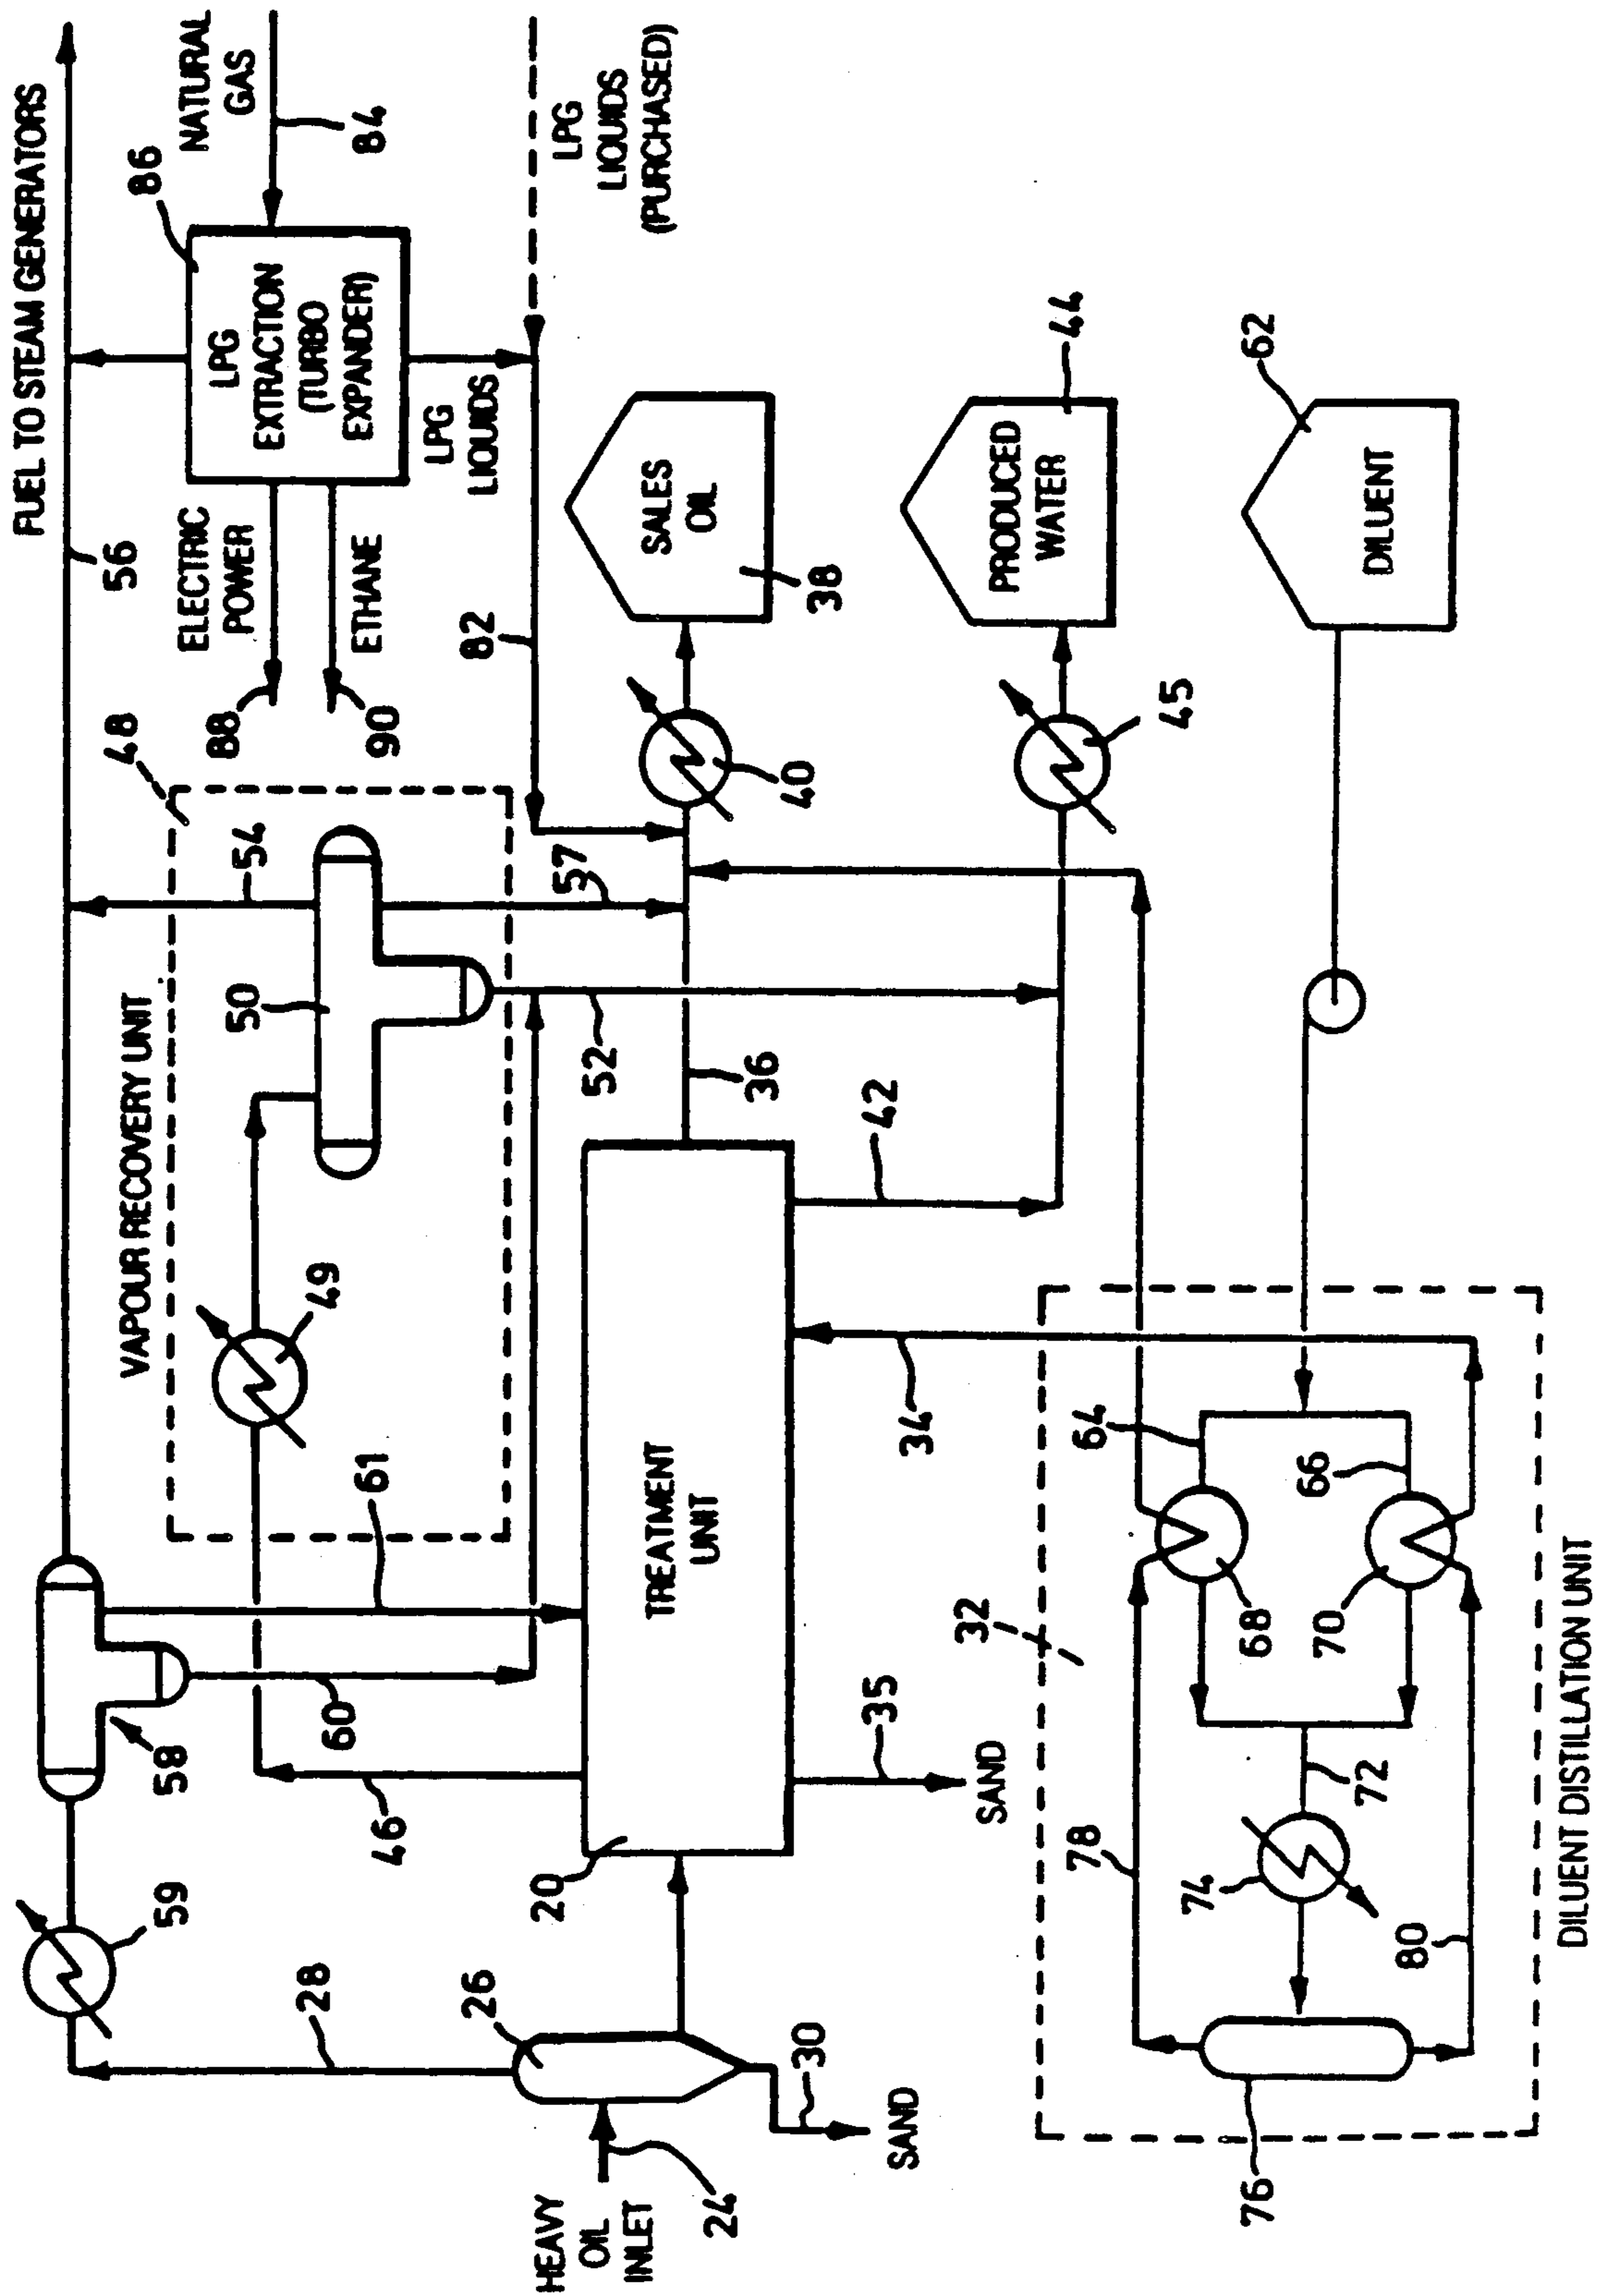 FUEL TO STEAM GENERATORS
56
NATURAL
GAS
84
86
LPG
EXTRACTION
(TURBO
EXPANDER)
ELECTRIC
POWER
88
ETHANE
90
LPG
LIQUIDS
LPG
LIQUIDS
(PURCHASED)
82
48
VAPOUR RECOVERY UNIT
54
50
49
57
52
59
58
61
60
46
28
26
HEAVY
OIL
INLET
24
30
SAND
20
TREATMENT
UNIT
35
SAND
36
42
34
40
SALES
OIL
38
45
PRODUCED
WATER
44
62
DILUENT
32
64
66
68
70
72
74
76
78
80
DILUENT DISTILLATION UNIT